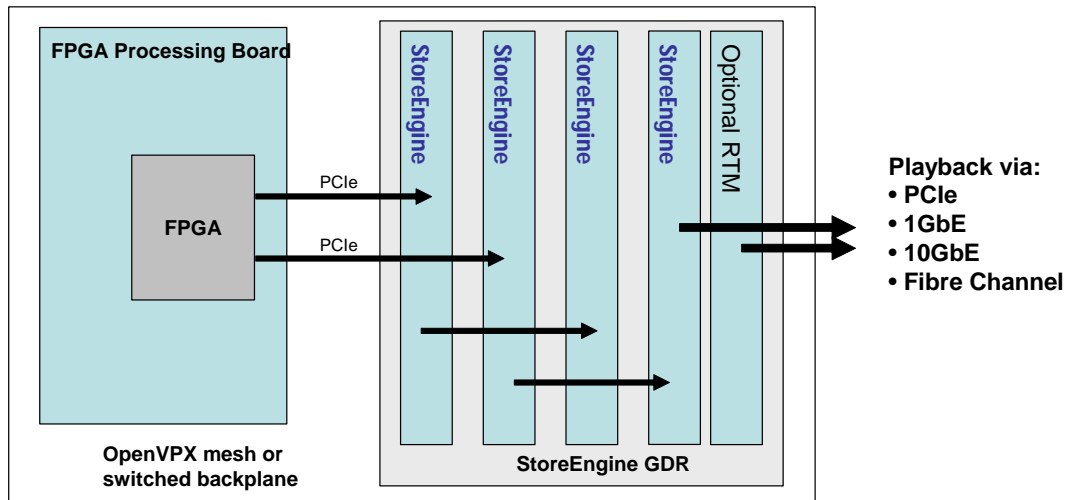 FPGA Processing Board
FPGA
PCIe
PCIe
StoreEngine
StoreEngine
StoreEngine
StoreEngine
Optional RTM
Playback via:
• PCIe
• 1GbE
• 10GbE
• Fibre Channel
OpenVPX mesh or
switched backplane
StoreEngine GDR